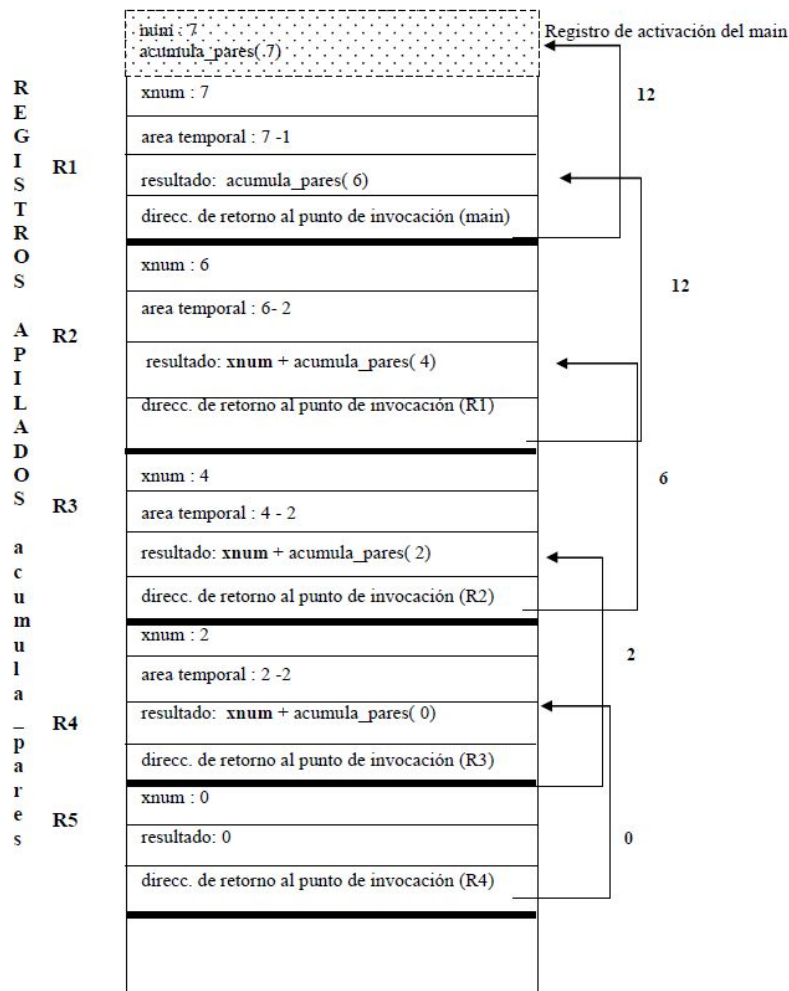 num : 7
acumula_pares( 7)
Registro de activación del main
REGISTROS APILADOS acumula_pares
R1
xnum : 7
area temporal : 7 -1
resultado: acumula_pares( 6)
direcc. de retorno al punto de invocación (main)
12
R2
xnum : 6
area temporal : 6- 2
resultado: xnum + acumula_pares( 4)
direcc. de retorno al punto de invocación (R1)
12
R3
xnum : 4
area temporal : 4 - 2
resultado: xnum + acumula_pares( 2)
direcc. de retorno al punto de invocación (R2)
6
R4
xnum : 2
area temporal : 2 -2
resultado: xnum + acumula_pares( 0)
direcc. de retorno al punto de invocación (R3)
2
R5
xnum : 0
resultado: 0
direcc. de retorno al punto de invocación (R4)
0